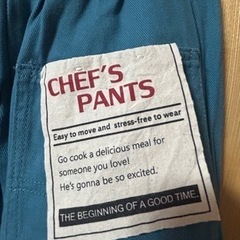 CHEF'S
PANTS
Easy to move and stress-free to wear
Go cook a delicious meal for
someone you love!
He's gonna be so excited.
THE BEGINNING OF A GOOD TIME.